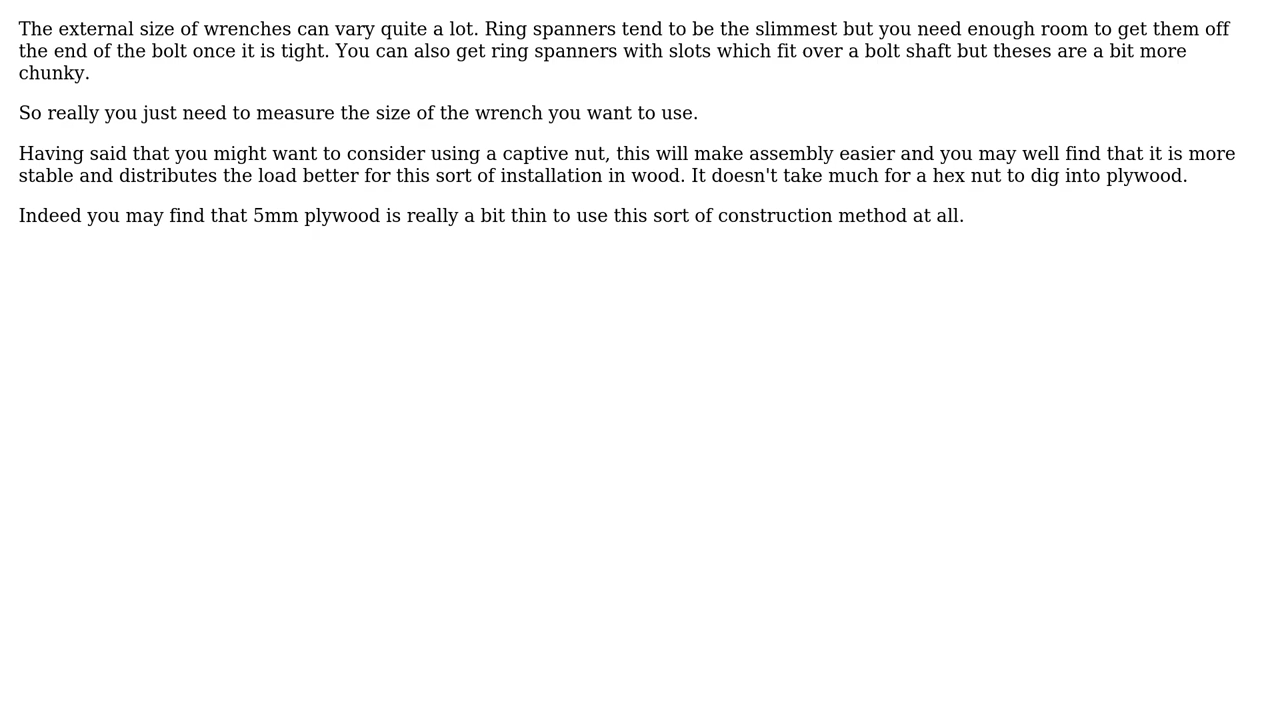 The external size of wrenches can vary quite a lot. Ring spanners tend to be the slimmest but you need enough room to get them off
the end of the bolt once it is tight. You can also get ring spanners with slots which fit over a bolt shaft but theses are a bit more
chunky.
So really you just need to measure the size of the wrench you want to use.
Having said that you might want to consider using a captive nut, this will make assembly easier and you may well find that it is more
stable and distributes the load better for this sort of installation in wood. It doesn't take much for a hex nut to dig into plywood.
Indeed you may find that 5mm plywood is really a bit thin to use this sort of construction method at all.